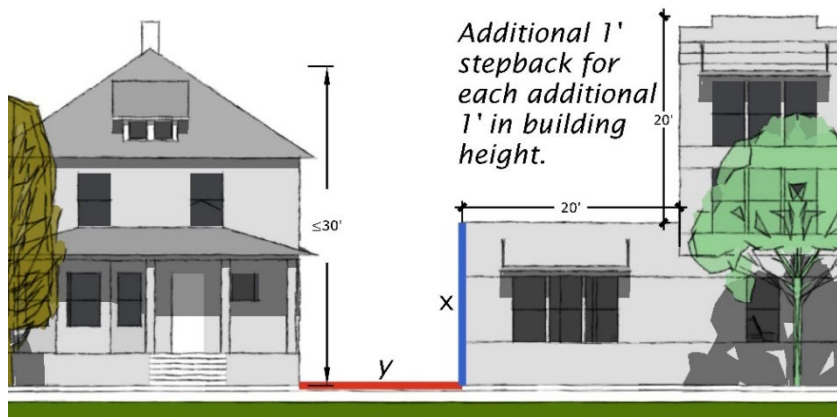 Additional 1'
stepback for
each additional
1' in building
height.
20'
20'
≤30'
x
y